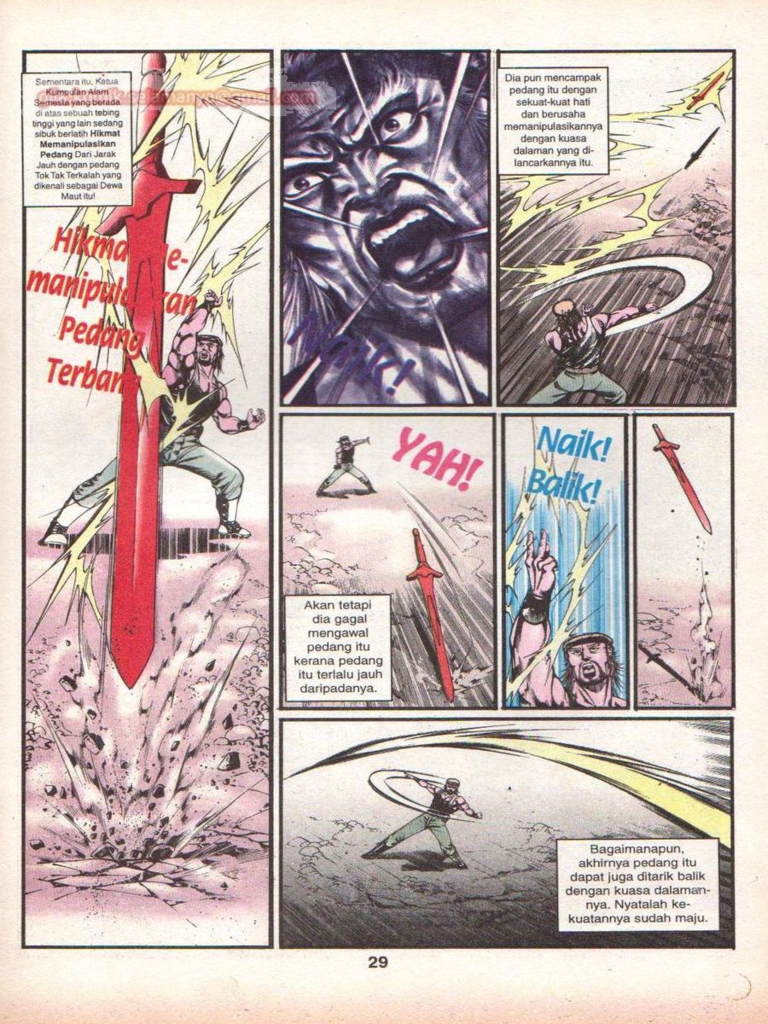 Sementara itu, Ketua
Kumpulan Alam
Semesta yang berada
di atas sebuah tebing
tinggi yang lain sedang
sibuk berlatih Hikmat
Memanipulasikan
Pedang Dari Jarak
Jauh dengan pedang
Tok Tak Terkalah yang
dikenali sebagai Dewa
Maut itu!
Hikmat Me-
manipulasikan
Pedang
Terbang
Naik!
Dia pun mencampak
pedang itu dengan
sekuat-kuat hati
dan berusaha
memanipulasikannya
dengan kuasa
dalaman yang di-
lancarkannya itu.
YAH!
Akan tetapi
dia gagal
mengawal
pedang itu
kerana pedang
itu terlalu jauh
daripadanya.
Naik!
Balik!
Bagaimanapun,
akhirnya pedang itu
dapat juga ditarik balik
dengan kuasa dalaman-
nya. Nyatalah ke-
kuatannya sudah maju.
29